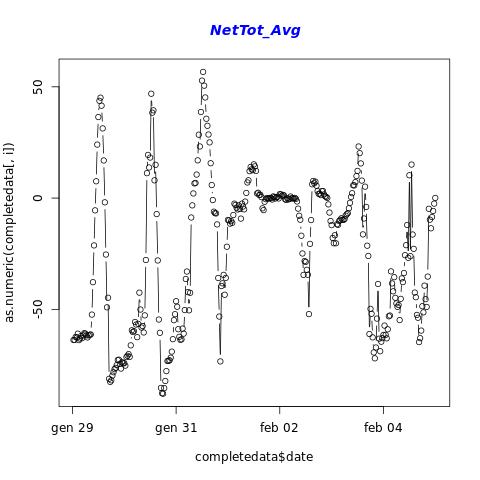 NetTot_Avg
as.numeric(completedata[, i])
50
0
-50
gen 29
gen 31
feb 02
feb 04
completedata$date